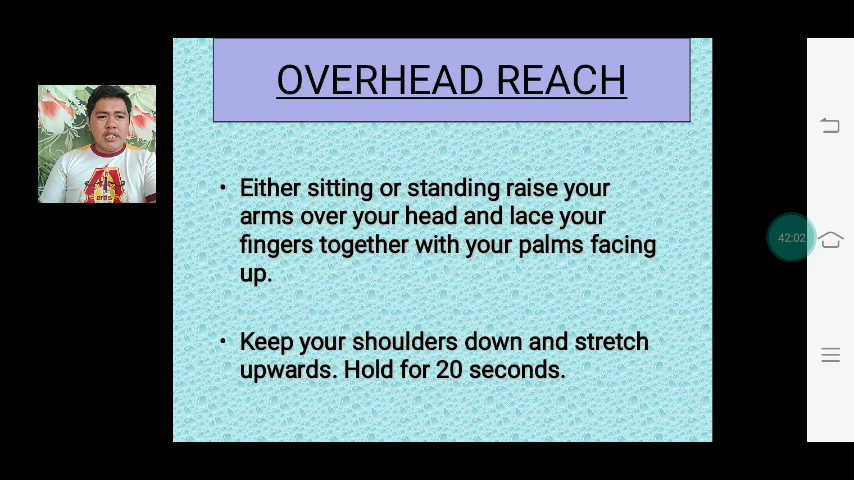 OVERHEAD REACH
• Either sitting or standing raise your
arms over your head and lace your
fingers together with your palms facing
up.
• Keep your shoulders down and stretch
upwards. Hold for 20 seconds.
42:02